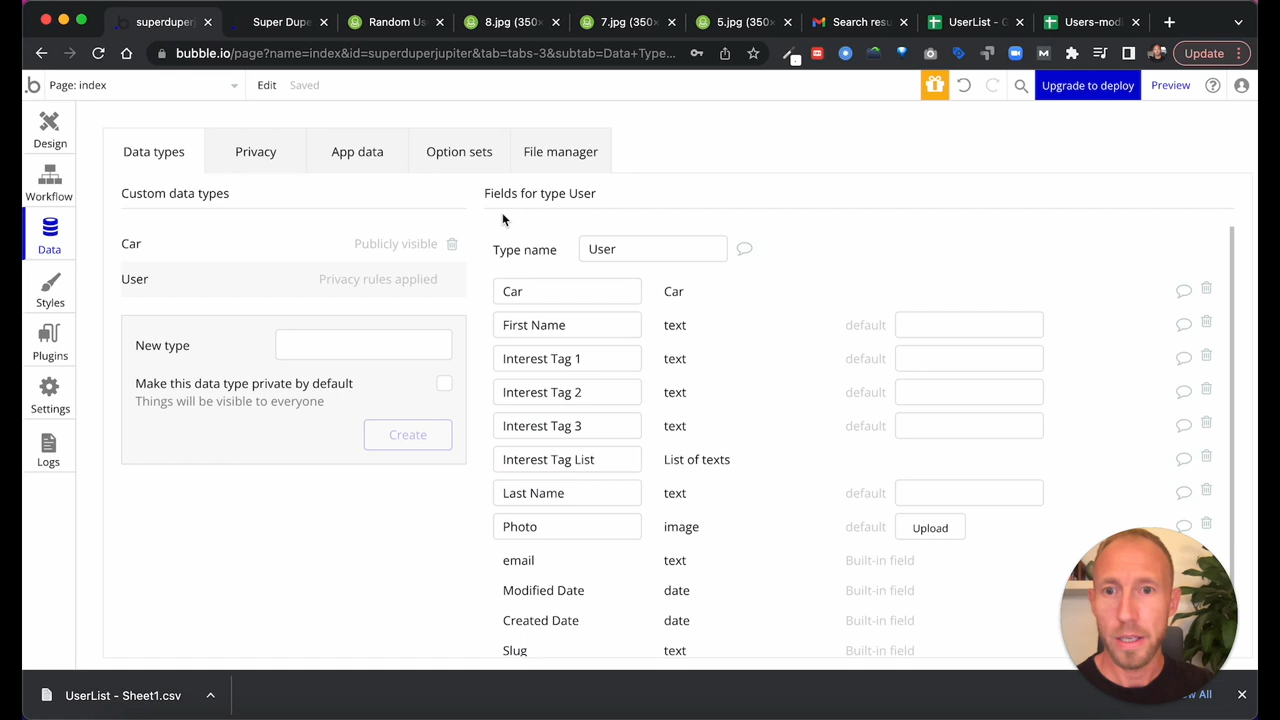 superduperj
Super Dupe
Random Use
8.jpg (350×
7.jpg (350×
5.jpg (350×
Search resu
UserList - G
Users-modi
bubble.io/page?name=index&id=superduperjupiter&tab=tabs-3&subtab=Data+Type...
Update
Page: index
Edit
Saved
Upgrade to deploy
Preview
Design
Workflow
Data
Styles
Plugins
Settings
Logs
Data types
Privacy
App data
Option sets
File manager
Custom data types
Car
Publicly visible
User
Privacy rules applied
New type
Make this data type private by default
Things will be visible to everyone
Create
Fields for type User
Type name
User
Car
Car
First Name
text
default
Interest Tag 1
text
default
Interest Tag 2
text
default
Interest Tag 3
text
default
Interest Tag List
List of texts
Last Name
text
default
Photo
image
default
Upload
email
text
Built-in field
Modified Date
date
Built-in field
Created Date
date
Built-in field
Slug
text
Built-in field
UserList - Sheet1.csv
All